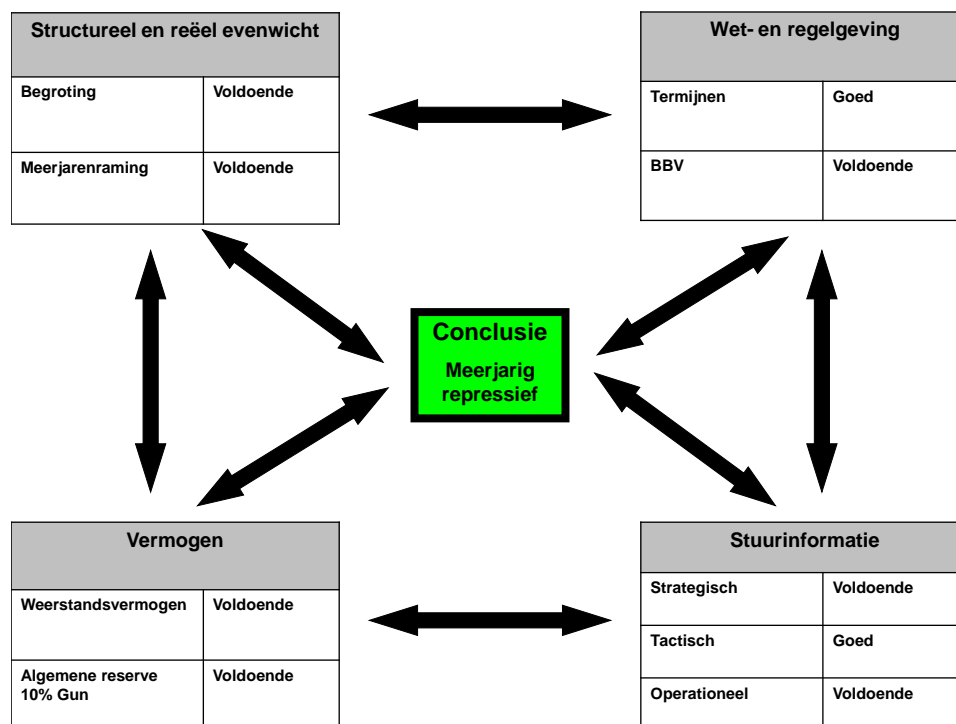 Structureel en reëel evenwicht
Begroting Voldoende
Meerjarenraming Voldoende
Wet- en regelgeving
Termijnen Goed
BBV Voldoende
Conclusie
Meerjarig
repressief
Vermogen
Weerstandsvermogen Voldoende
Algemene reserve Voldoende
10% Gun
Stuurinformatie
Strategisch Voldoende
Tactisch Goed
Operationeel Voldoende